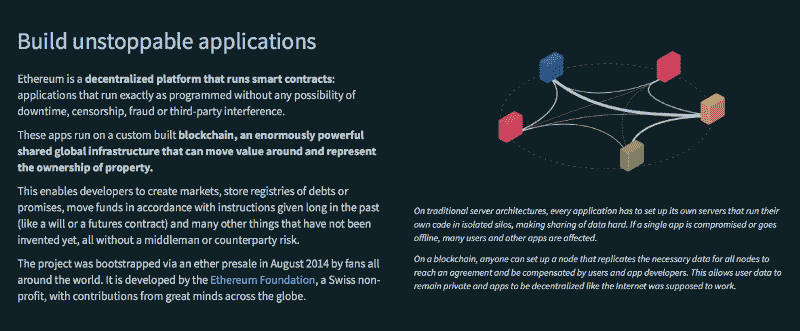 Build unstoppable applications
Ethereum is a decentralized platform that runs smart contracts:
applications that run exactly as programmed without any possibility of
downtime, censorship, fraud or third-party interference.
These apps run on a custom built blockchain, an enormously powerful
shared global infrastructure that can move value around and represent
the ownership of property.
This enables developers to create markets, store registries of debts or
promises, move funds in accordance with instructions given long in the past
(like a will or a futures contract) and many other things that have not been
invented yet, all without a middleman or counterparty risk.
The project was bootstrapped via an ether presale in August 2014 by fans all
around the world. It is developed by the Ethereum Foundation, a Swiss non-
profit, with contributions from great minds across the globe.
On traditional server architectures, every application has to set up its own servers that run their
own code in isolated silos, making sharing of data hard. If a single app is compromised or goes
offline, many users and other apps are affected.
On a blockchain, anyone can set up a node that replicates the necessary data for all nodes to
reach an agreement and be compensated by users and app developers. This allows user data to
remain private and apps to be decentralized like the Internet was supposed to work.